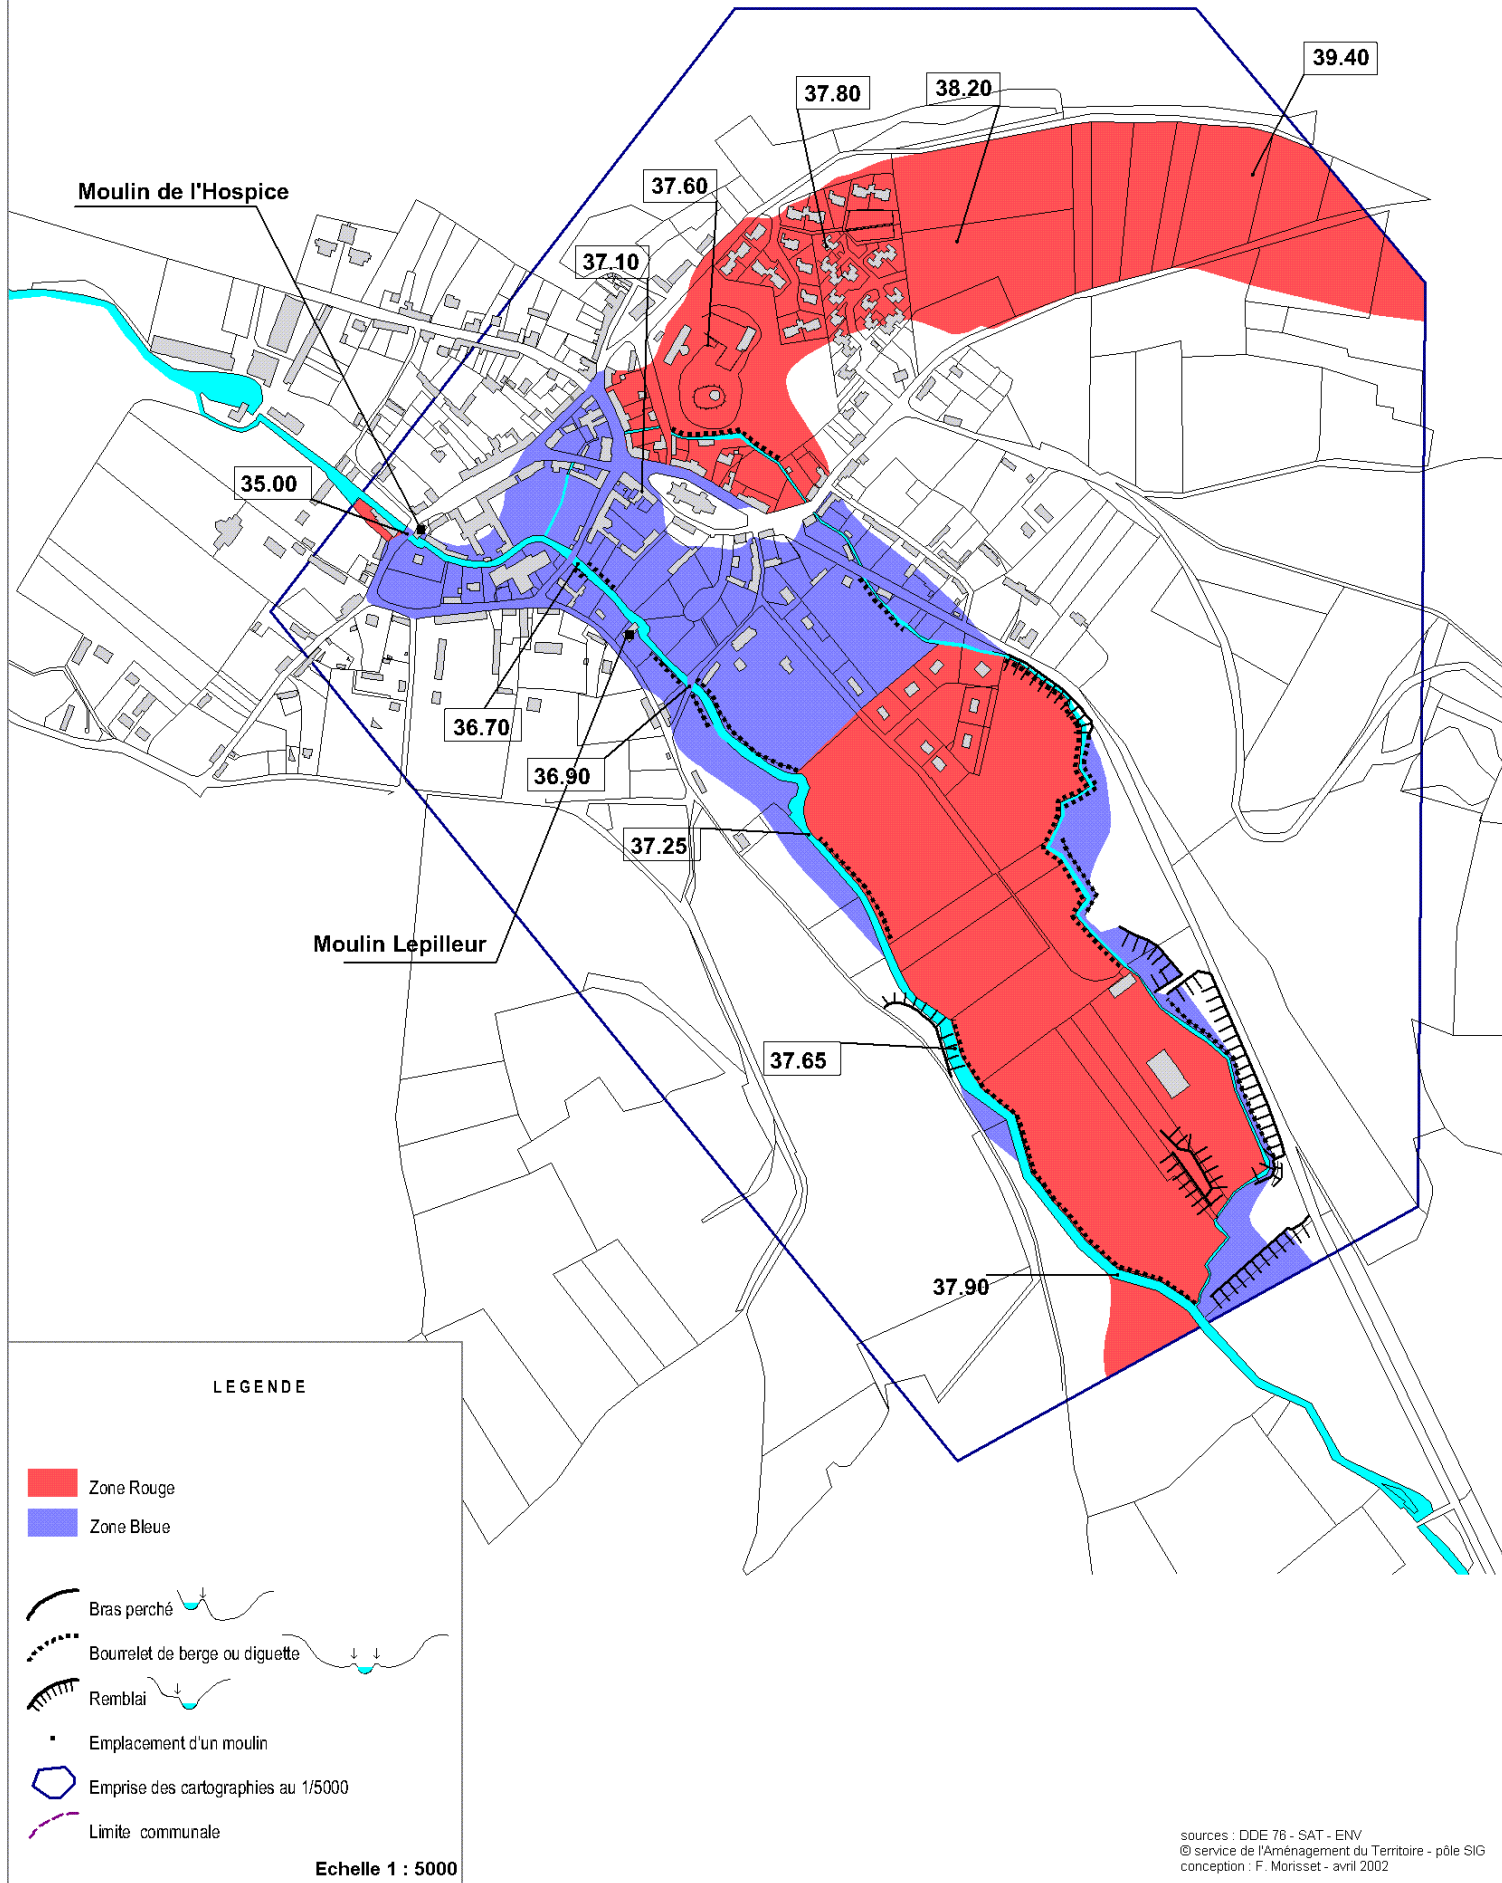 39.40
37.80
38.20
Moulin de l'Hospice
37.60
37.10
35.00
36.70
36.90
37.25
Moulin Lepilleur
37.65
37.90
LEGENDE
Zone Rouge
Zone Bleue
Bras perché
Bourrelet de berge ou diguette
Remblai
Emplacement d'un moulin
Emprise des cartographies au 1/5000
Limite communale
Echelle 1 : 5000
sources : DDE 76 - SAT - ENV
© service de l'Aménagement du Territoire - pôle SIG
conception : F. Morisset - avril 2002